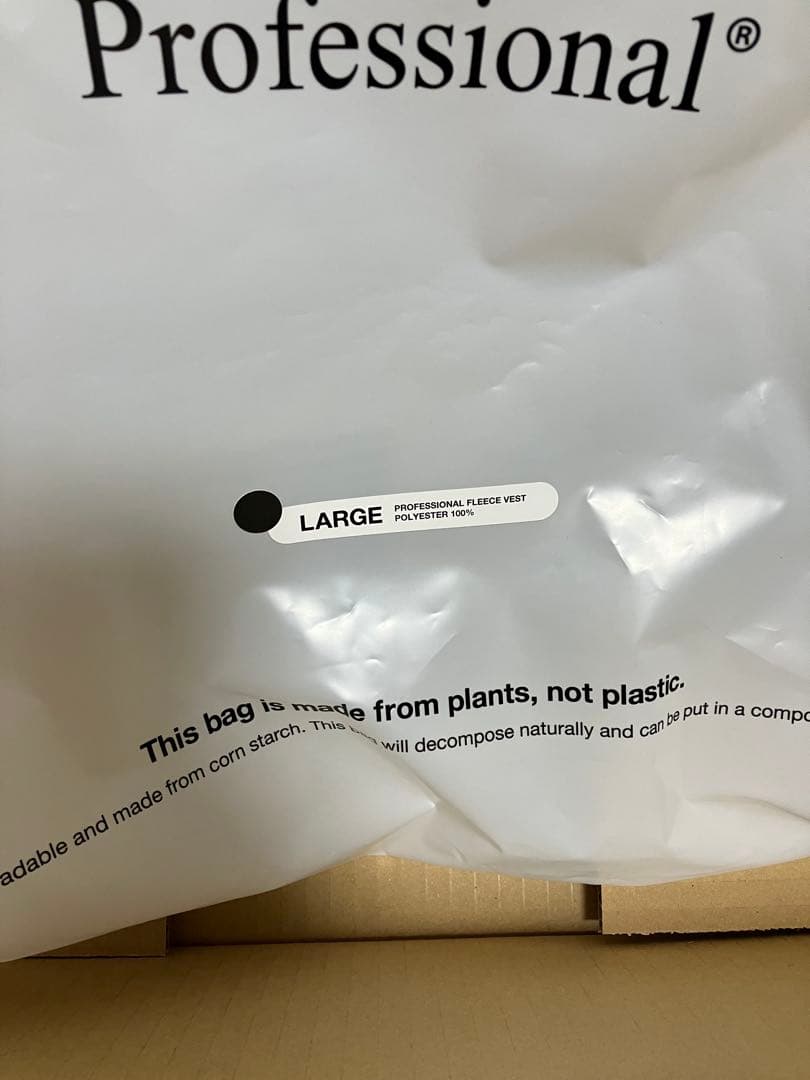 Professional®
LARGE
PROFESSIONAL FLEECE VEST
POLYESTER 100%
This bag is made from plants, not plastic.
adable and made from corn starch. This will decompose naturally and can be put in a compo